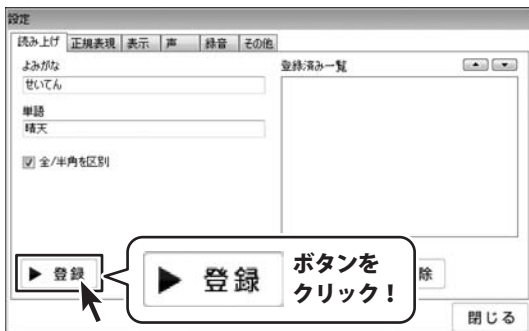 設定
読み上げ 正規表現 表示 声 録音 その他
よみがな
せいてん
単語
晴天
全/半角を区別
登録済み一覧
▶ 登録
▶ 登録
ボタンを
クリック!
除
閉じる